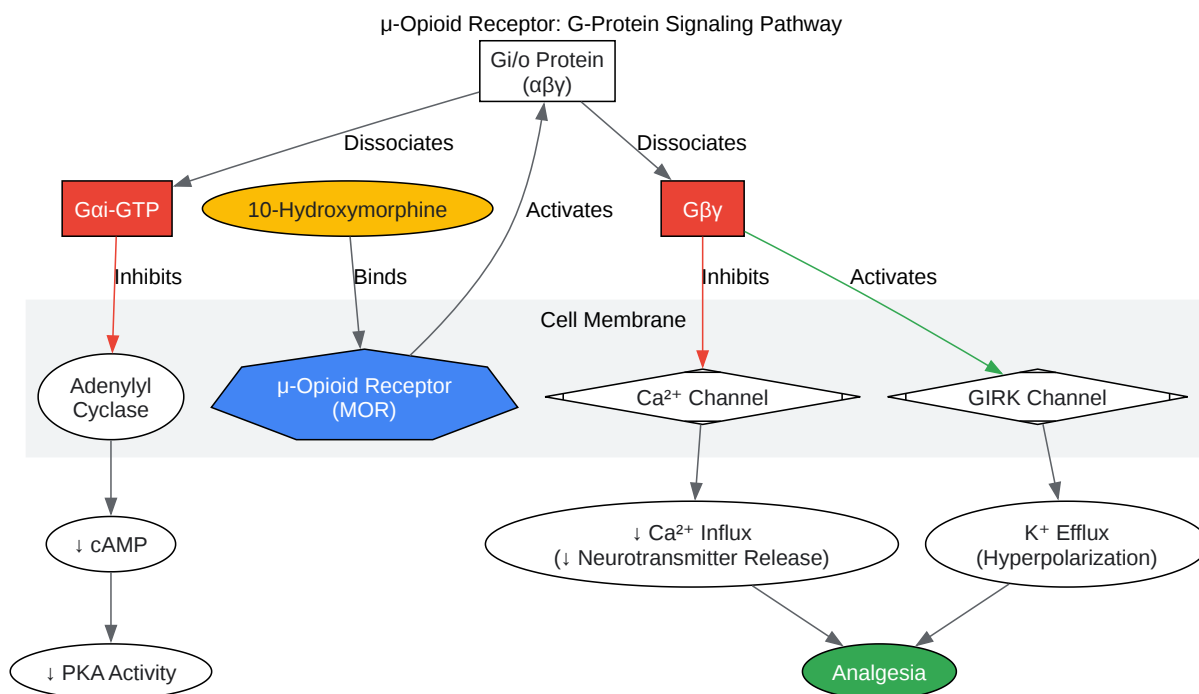 μ-Opioid Receptor: G-Protein Signaling Pathway
Gi/o Protein
(αβγ)
Dissociates
Dissociates
Gαi-GTP
10-Hydroxymorphine
Activates
Gβγ
Inhibits
Binds
Inhibits
Activates
Cell Membrane
Adenylyl
Cyclase
μ-Opioid Receptor
(MOR)
Ca²⁺ Channel
GIRK Channel
↓ cAMP
↓ Ca²⁺ Influx
(↓ Neurotransmitter Release)
K⁺ Efflux
(Hyperpolarization)
↓ PKA Activity
Analgesia